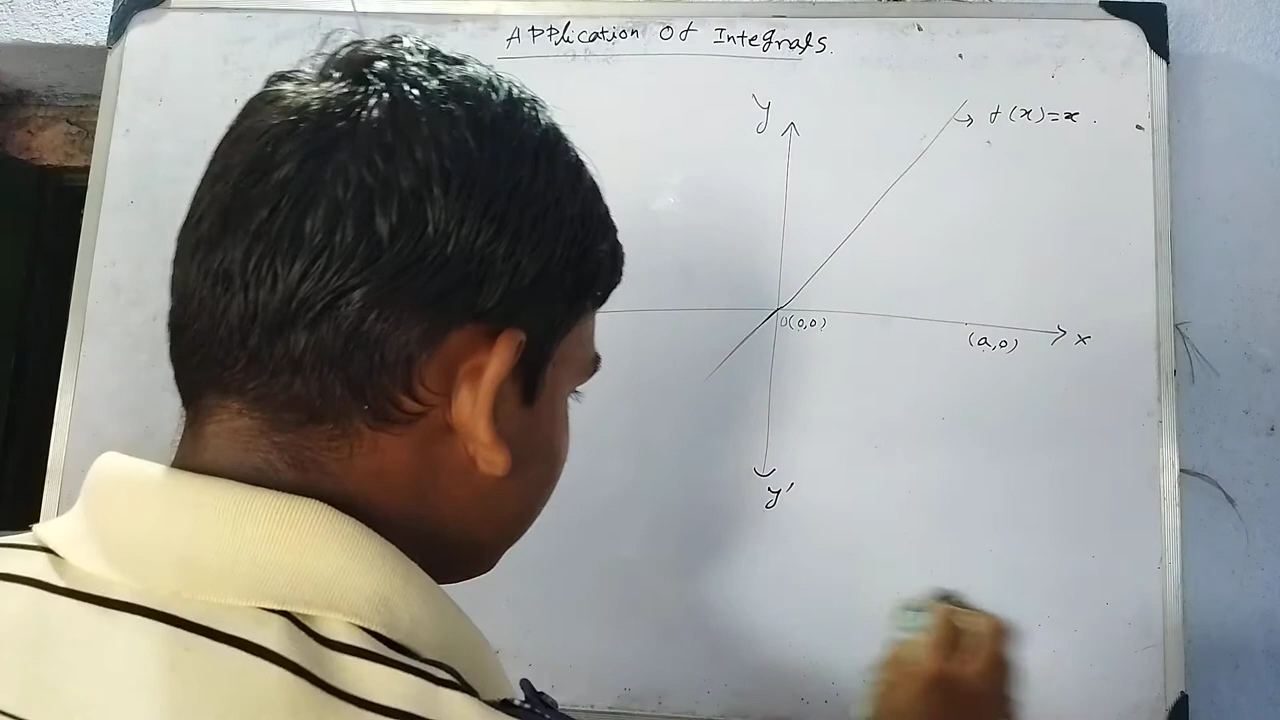 Application Of Integrals.
y
f(x)=x.
O(0,0)
(a,0)
x
y'